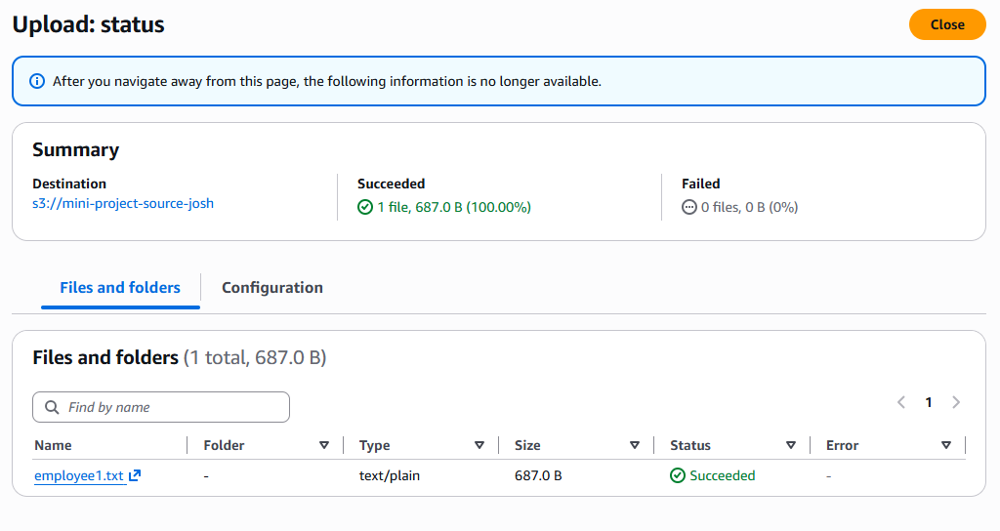 Upload: status
Close
After you navigate away from this page, the following information is no longer available.
Summary
Destination
s3://mini-project-source-josh
Succeeded
1 file, 687.0 B (100.00%)
Failed
0 files, 0 B (0%)
Files and folders
Configuration
Files and folders (1 total, 687.0 B)
Find by name
1
Name Folder Type Size Status Error
employee1.txt - text/plain 687.0 B Succeeded -